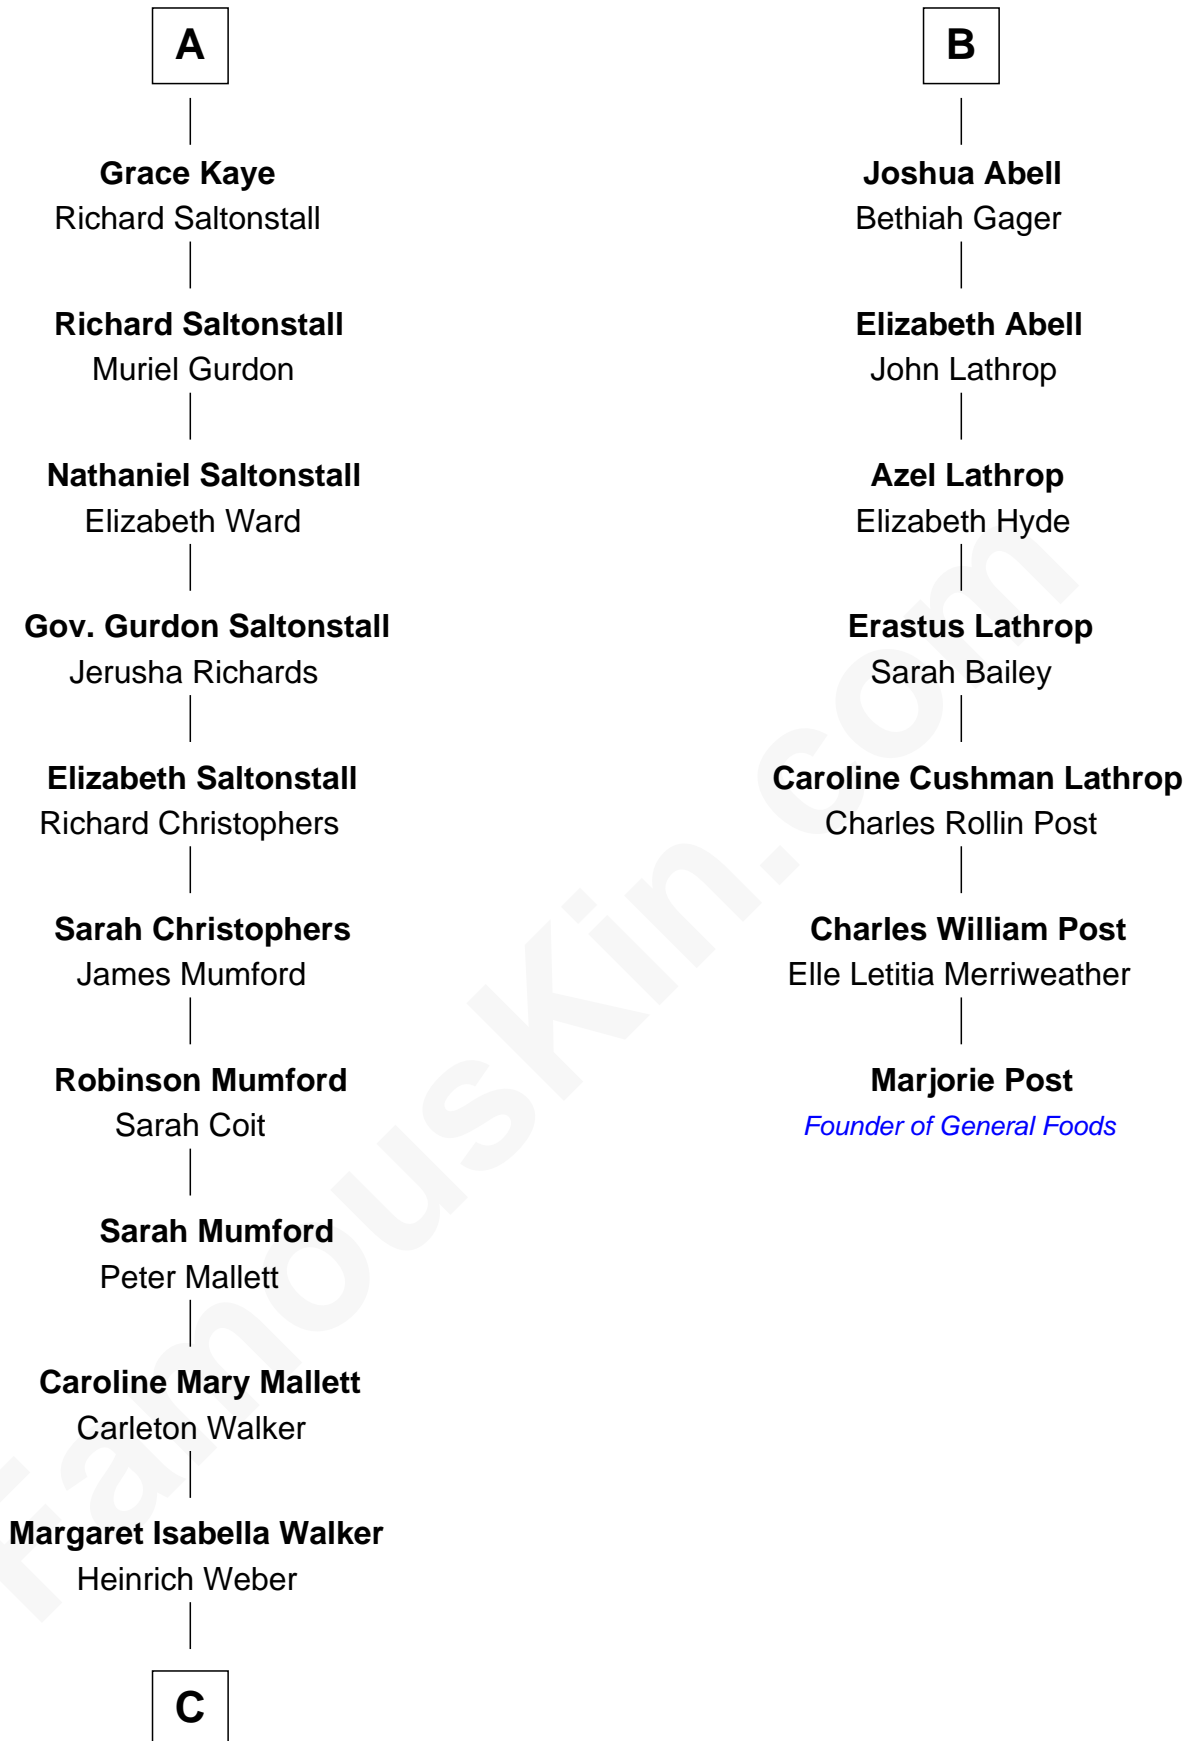 A
Grace Kaye
Richard Saltonstall
Richard Saltonstall
Muriel Gurdon
Nathaniel Saltonstall
Elizabeth Ward
Gov. Gurdon Saltonstall
Jerusha Richards
Elizabeth Saltonstall
Richard Christophers
Sarah Christophers
James Mumford
Robinson Mumford
Sarah Coit
Sarah Mumford
Peter Mallett
Caroline Mary Mallett
Carleton Walker
Margaret Isabella Walker
Heinrich Weber
C
B
Joshua Abell
Bethiah Gager
Elizabeth Abell
John Lathrop
Azel Lathrop
Elizabeth Hyde
Erastus Lathrop
Sarah Bailey
Caroline Cushman Lathrop
Charles Rollin Post
Charles William Post
Elle Letitia Merriweather
Marjorie Post
Founder of General Foods
FamousKin.com